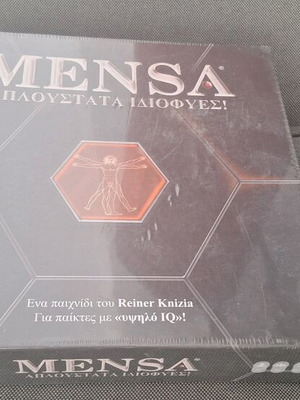 MENSA®
ΑΠΛΟΥΣΤΑΤΑ ΙΔΙΟΦΥΕΣ!
Ενα παιχνίδι του Reiner Knizia
Για παίκτες με «υψηλό IQ»!
MENSA®
ΑΠΛΟΥΣΤΑΤΑ ΙΔΙΟΦΥΕΣ!